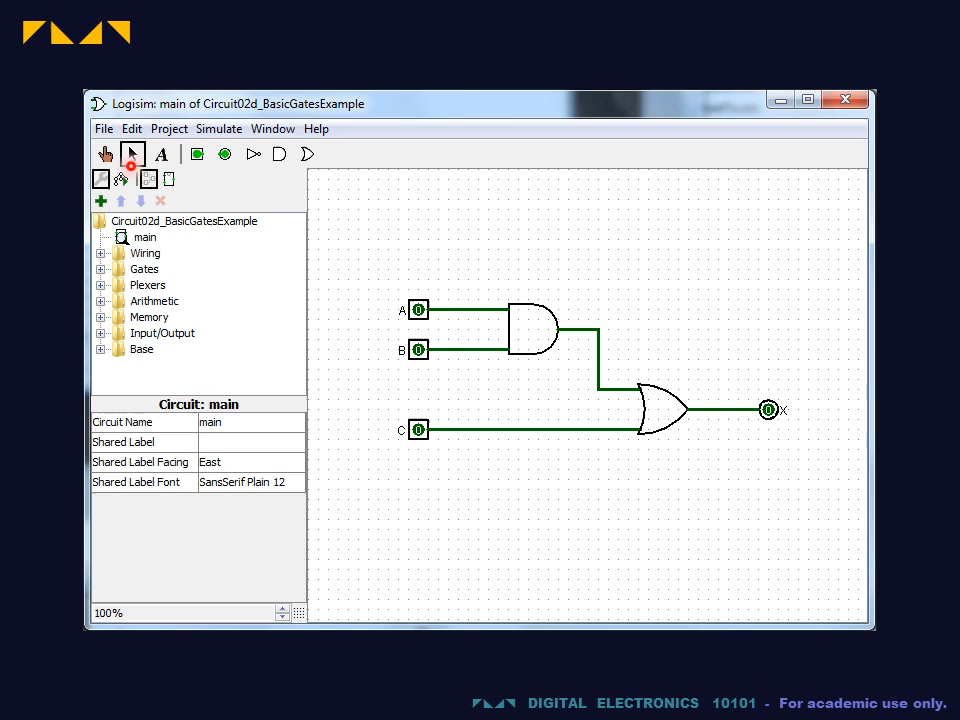 Logisim: main of Circuit02d_BasicGatesExample
File Edit Project Simulate Window Help
A
Circuit02d_BasicGatesExample
main
Wiring
Gates
Plexers
Arithmetic
Memory
Input/Output
Base
Circuit: main
Circuit Name main
Shared Label
Shared Label Facing East
Shared Label Font SansSerif Plain 12
100%
A 0
B 0
C 0
0 X
DIGITAL ELECTRONICS 10101 - For academic use only.